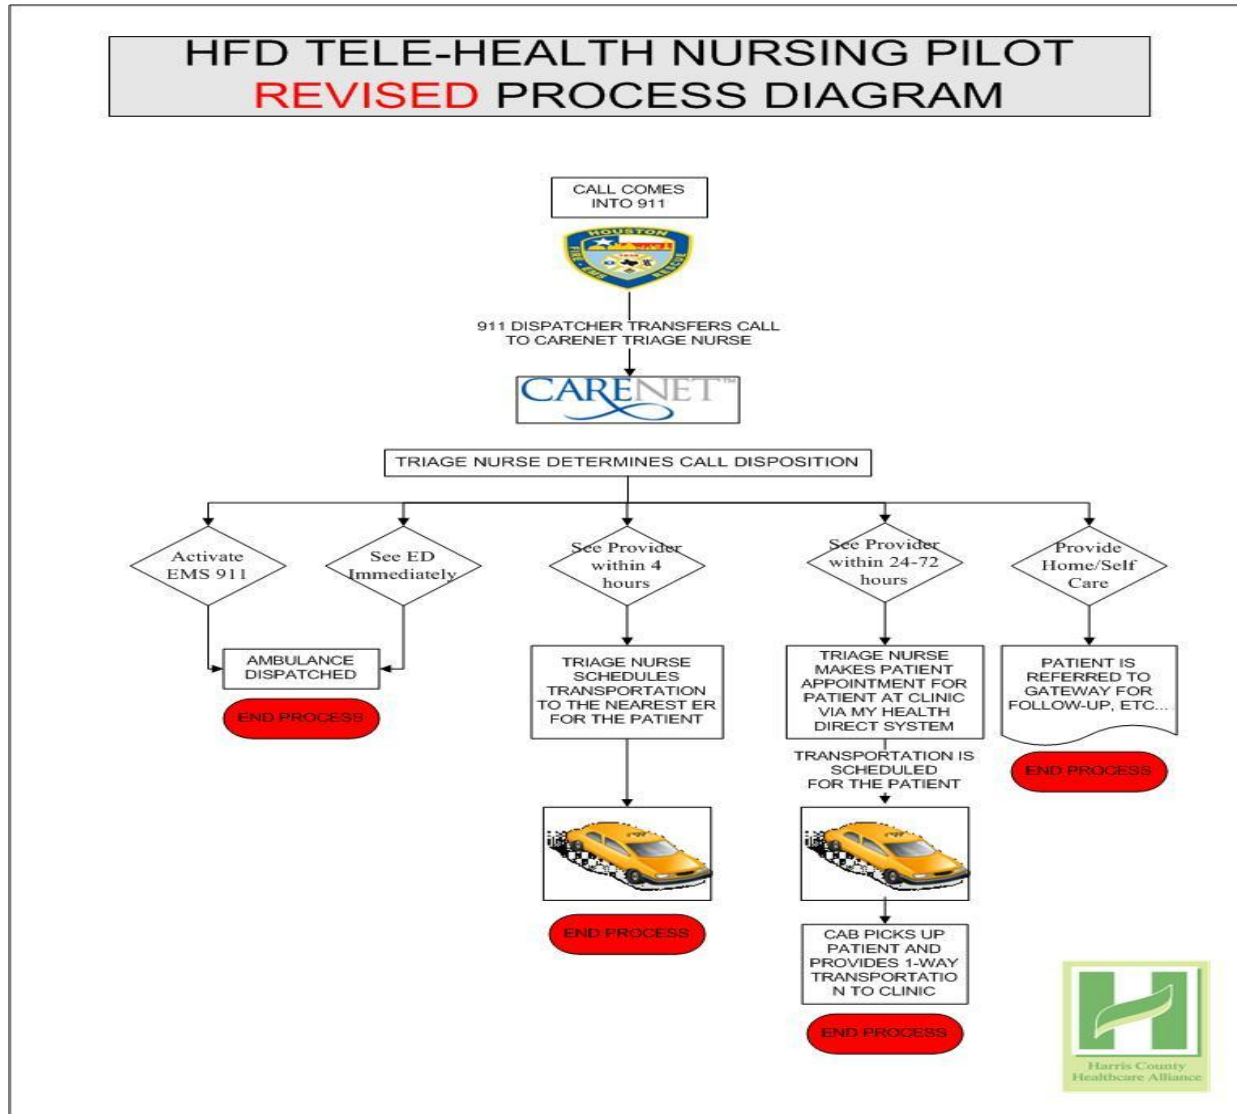 HFD TELE-HEALTH NURSING PILOT
REVISED PROCESS DIAGRAM
CALL COMES
INTO 911
HOUSTON
FIRE - EMS RESCUE
911 DISPATCHER TRANSFERS CALL
TO CARENET TRIAGE NURSE
CARENET™
TRIAGE NURSE DETERMINES CALL DISPOSITION
Activate
EMS 911
See ED
Immediately
See Provider
within 4
hours
See Provider
within 24-72
hours
Provide
Home/Self
Care
AMBULANCE
DISPATCHED
END PROCESS
TRIAGE NURSE
SCHEDULES
TRANSPORTATION
TO THE NEAREST ER
FOR THE PATIENT
END PROCESS
TRIAGE NURSE
MAKES PATIENT
APPOINTMENT FOR
PATIENT AT CLINIC
VIA MY HEALTH
DIRECT SYSTEM
TRANSPORTATION IS
SCHEDULED
FOR THE PATIENT
CAB PICKS UP
PATIENT AND
PROVIDES 1-WAY
TRANSPORTATIO
N TO CLINIC
END PROCESS
PATIENT IS
REFERRED TO
GATEWAY FOR
FOLLOW-UP, ETC...
END PROCESS
Harris County
Healthcare Alliance